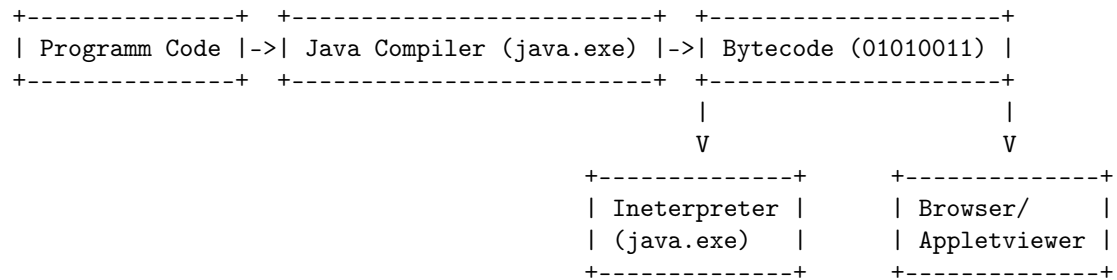 +---------------+  +--------------------------+  +---------------------+
| Programm Code |->| Java Compiler (java.exe) |->| Bytecode (01010011) |
+---------------+  +--------------------------+  +---------------------+
|                      |
V                      V
+--------------+      +--------------+
| Ineterpreter |      | Browser/     |
| (java.exe)   |      | Appletviewer |
+--------------+      +--------------+